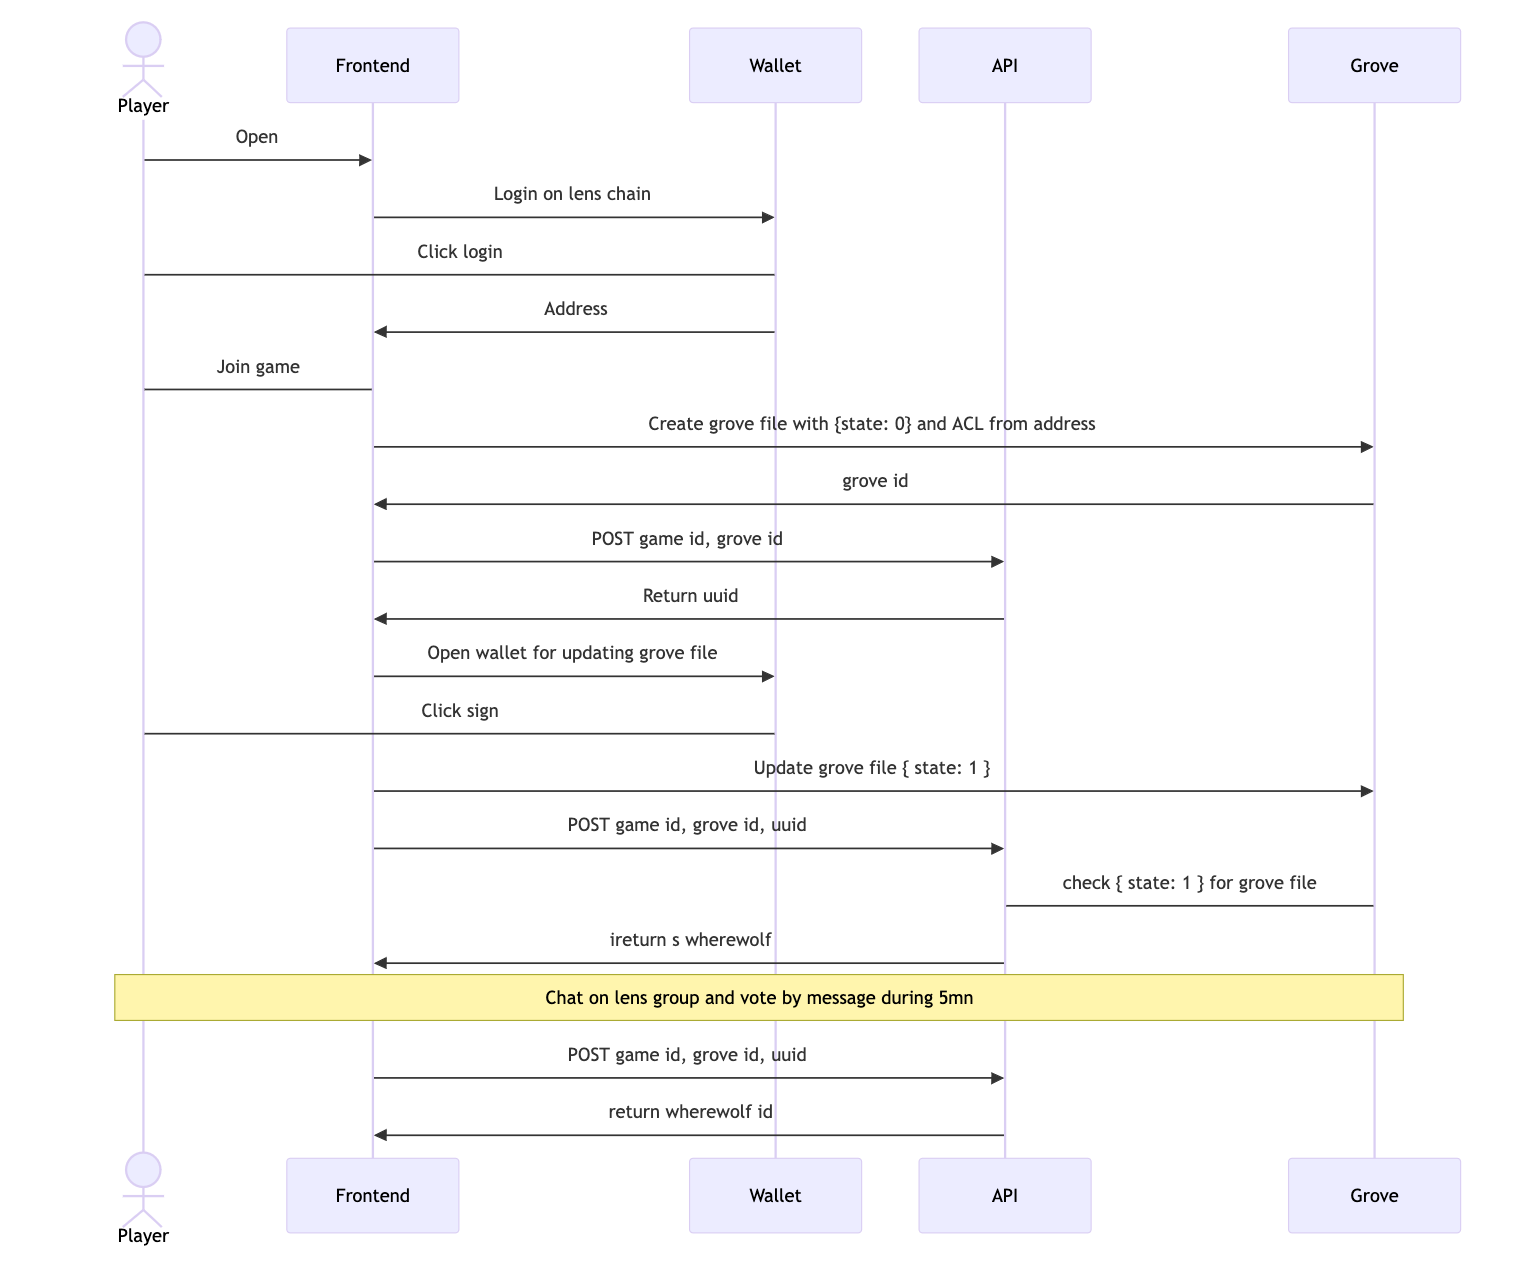 Player
Frontend
Wallet
API
Grove
Open
Login on lens chain
Click login
Address
Join game
Create grove file with {state: 0} and ACL from address
grove id
POST game id, grove id
Return uuid
Open wallet for updating grove file
Click sign
Update grove file { state: 1 }
POST game id, grove id, uuid
check { state: 1 } for grove file
ireturn s wherewolf
Chat on lens group and vote by message during 5mn
POST game id, grove id, uuid
return wherewolf id
Player
Frontend
Wallet
API
Grove